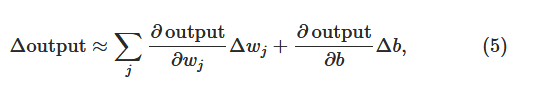 Δoutput ≈ ∑_j ∂ output/∂w_j Δw_j + ∂ output/∂b Δb, (5)